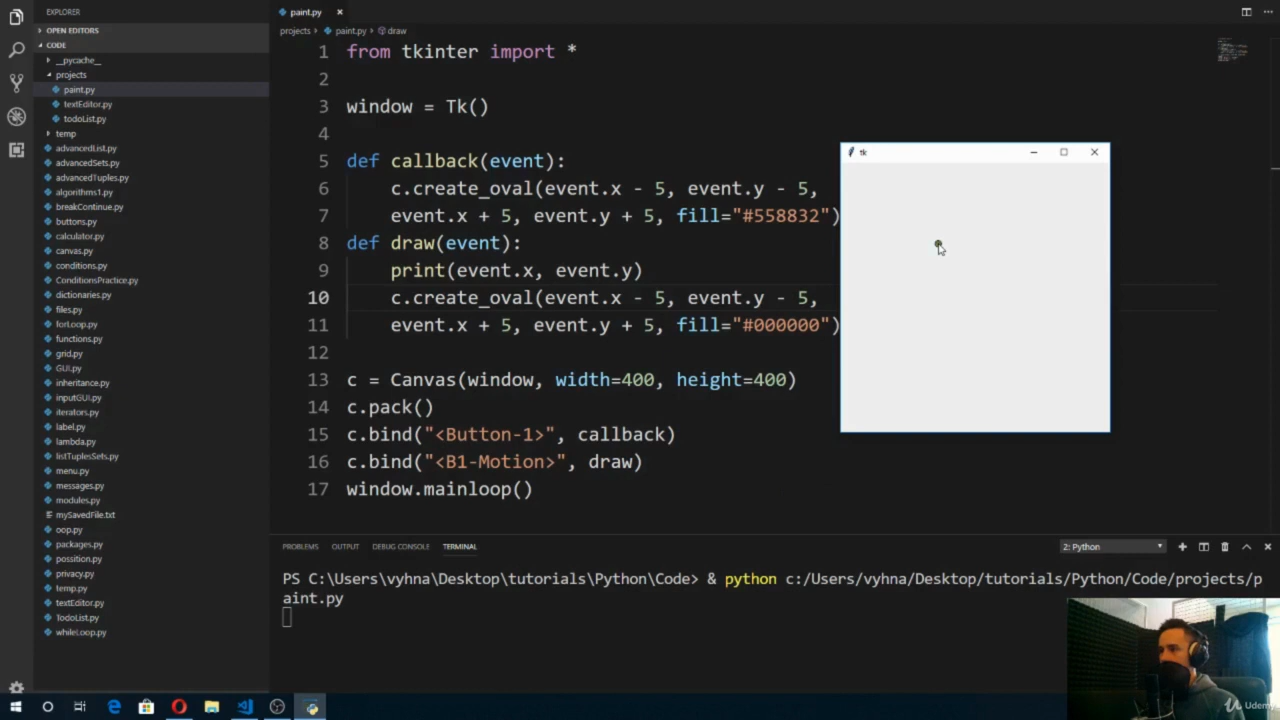 EXPLORER
OPEN EDITORS
CODE
__pycache__
projects
paint.py
textEditor.py
todoList.py
temp
advancedList.py
advancedSets.py
advancedTuples.py
algorithms1.py
breakContinue.py
buttons.py
calculator.py
canvas.py
conditions.py
ConditionsPractice.py
dictionaries.py
files.py
forLoop.py
functions.py
grid.py
GUI.py
inheritance.py
inputGUI.py
iterators.py
label.py
lambda.py
listTuplesSets.py
menu.py
messages.py
modules.py
mySavedFile.txt
oop.py
packages.py
possition.py
privacy.py
temp.py
textEditor.py
TodoList.py
whileLoop.py
paint.py
projects > paint.py > draw
1 from tkinter import *
2
3 window = Tk()
4
5 def callback(event):
6 c.create_oval(event.x - 5, event.y - 5,
7 event.x + 5, event.y + 5, fill="#558832")
8 def draw(event):
9 print(event.x, event.y)
10 c.create_oval(event.x - 5, event.y - 5,
11 event.x + 5, event.y + 5, fill="#000000")
12
13 c = Canvas(window, width=400, height=400)
14 c.pack()
15 c.bind("<Button-1>", callback)
16 c.bind("<B1-Motion>", draw)
17 window.mainloop()
tk
PROBLEMS OUTPUT DEBUG CONSOLE TERMINAL 2: Python
PS C:\Users\vyhna\Desktop\tutorials\Python\Code> & python c:/Users/vyhna/Desktop/tutorials/Python/Code/projects/p
aint.py
Udemy